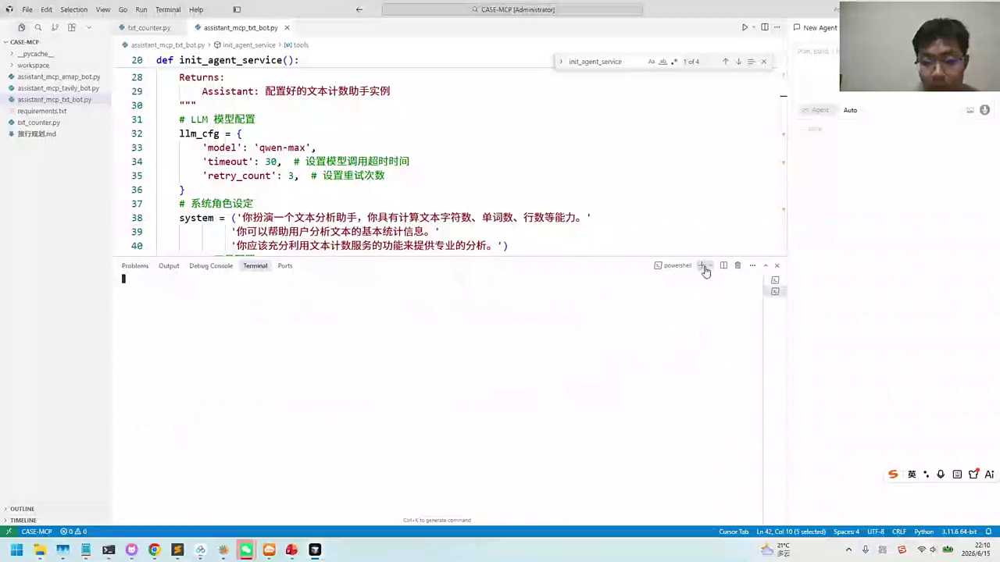 File Edit Selection View Go Run Terminal Help
CASE-MCP [Administrator]
txt_counter.py
assistant_mcp_txt_bot.py
New Agent
CASE-MCP
__pycache__
workspace
assistant_mcp_amap_bot.py
assistant_mcp_tavily_bot.py
assistant_mcp_txt_bot.py
requirements.txt
txt_counter.py
旅行规划.md
assistant_mcp_txt_bot.py > init_agent_service > tools
init_agent_service
Aa ab 1 of 4
20 def init_agent_service():
28 Returns:
29 Assistant: 配置好的文本计数助手实例
30 """
31 # LLM 模型配置
32 llm_cfg = {
33 'model': 'qwen-max',
34 'timeout': 30, # 设置模型调用超时时间
35 'retry_count': 3, # 设置重试次数
36 }
37 # 系统角色设定
38 system = ('你扮演一个文本分析助手，你具有计算文本字符数、单词数、行数等能力。'
39 '你可以帮助用户分析文本的基本统计信息。'
40 '你应该充分利用文本计数服务的功能来提供专业的分析。')
Agent Auto
Problems Output Debug Console Terminal Ports
powershell
Ctrl+K to generate command
英
Ai
OUTLINE
TIMELINE
CASE-MCP 0 0
Cursor Tab Ln 42, Col 10 (5 selected) Spaces: 4 UTF-8 CRLF Python 3.11.6 64-bit
21°C
多云
英
22:10
2026/6/15